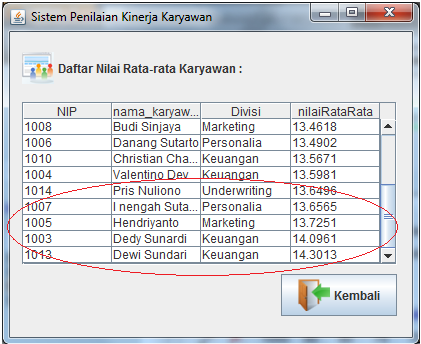 Sistem Penilaian Kinerja Karyawan
Daftar Nilai Rata-rata Karyawan :
NIP nama_karyaw... Divisi nilaiRataRata
1008 Budi Sinjaya Marketing 13.4618
1006 Danang Sutarto Personalia 13.4902
1010 Christian Cha... Keuangan 13.5671
1004 Valentino Dev Keuangan 13.5981
1014 Pris Nuliono Underwriting 13.6496
1007 I nengah Suta... Personalia 13.6565
1005 Hendriyanto Marketing 13.7251
1003 Dedy Sunardi Keuangan 14.0961
1013 Dewi Sundari Keuangan 14.3013
Kembali